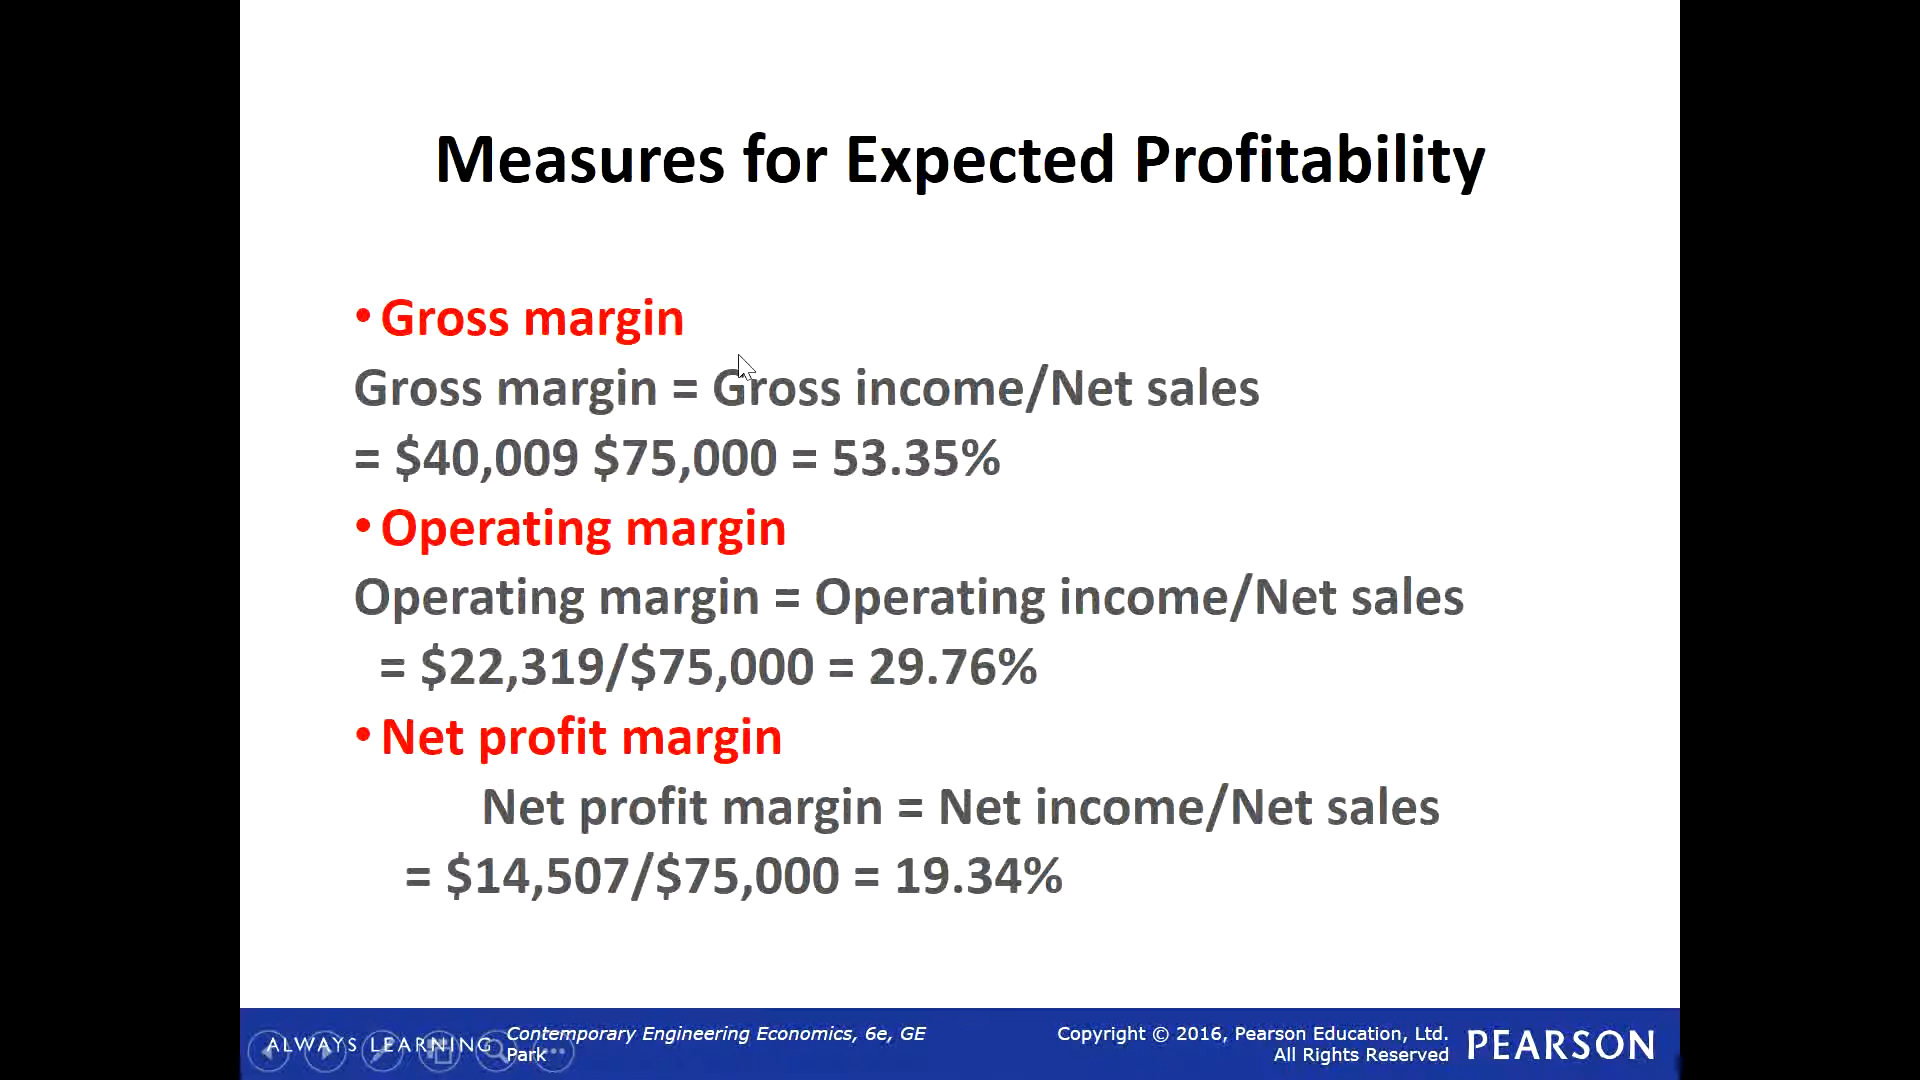 Measures for Expected Profitability
• Gross margin
Gross margin = Gross income/Net sales
= $40,009 $75,000 = 53.35%
• Operating margin
Operating margin = Operating income/Net sales
= $22,319/$75,000 = 29.76%
• Net profit margin
Net profit margin = Net income/Net sales
= $14,507/$75,000 = 19.34%
ALWAYS LEARNING
Contemporary Engineering Economics, 6e, GE
Park
Copyright © 2016, Pearson Education, Ltd.
All Rights Reserved
PEARSON